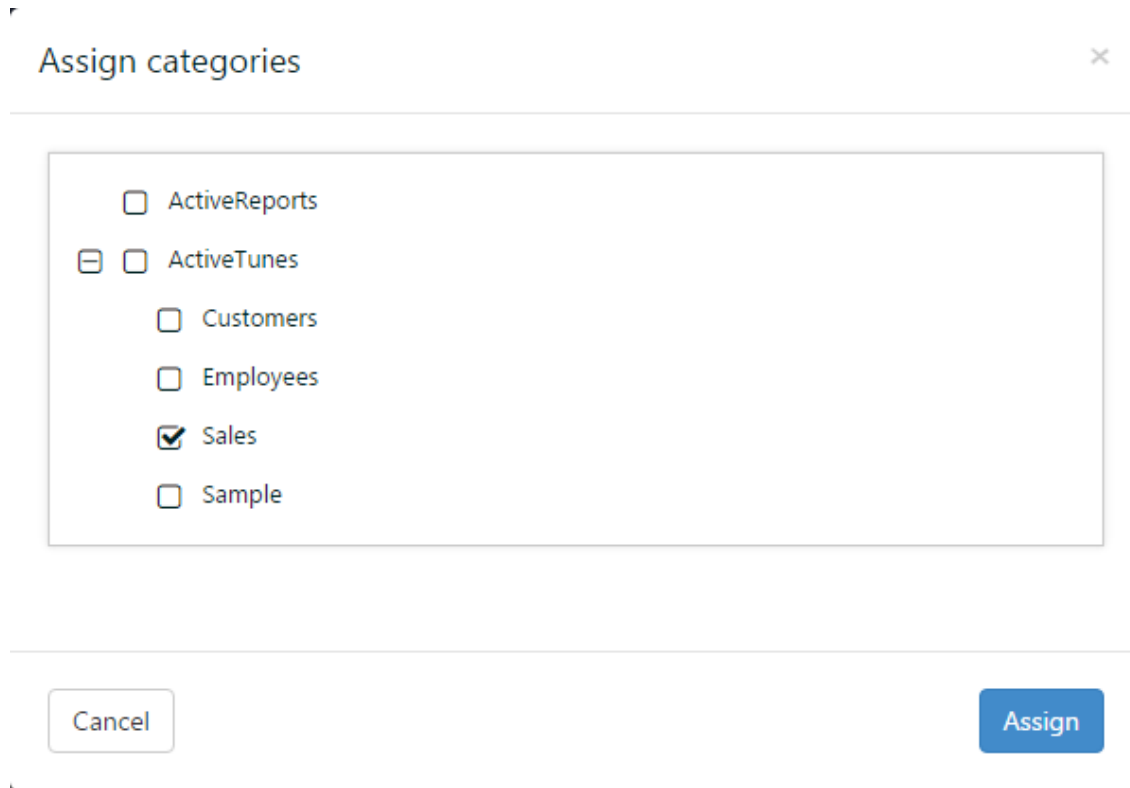 Assign categories
ActiveReports
ActiveTunes
Customers
Employees
Sales
Sample
Cancel
Assign